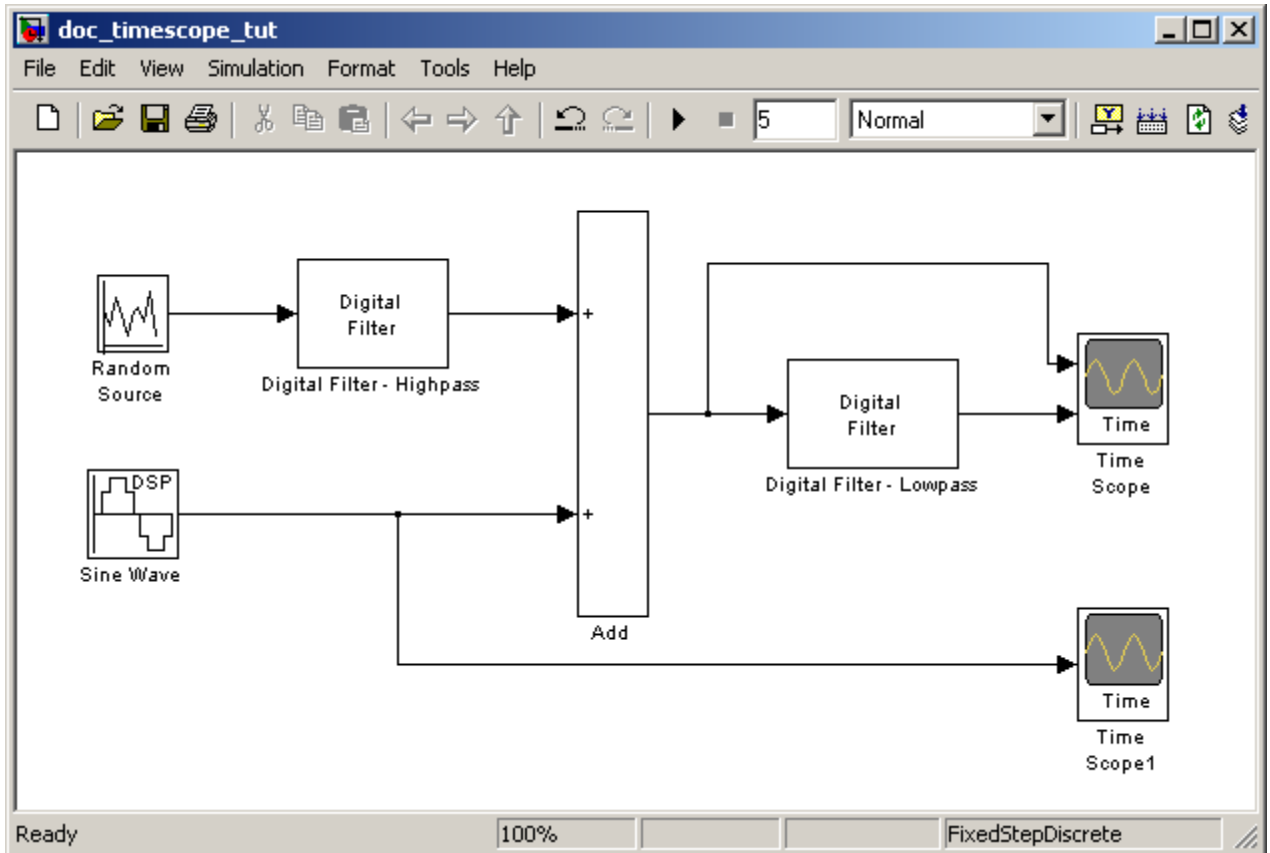 doc_timescope_tut
File Edit View Simulation Format Tools Help
5 Normal
Digital
Filter
Random
Source
Digital Filter - Highpass
+
Digital
Filter
Time
Time
Scope
Digital Filter - Lowpass
DSP
+
Sine Wave
Add
Time
Time
Scope1
Ready 100% FixedStepDiscrete